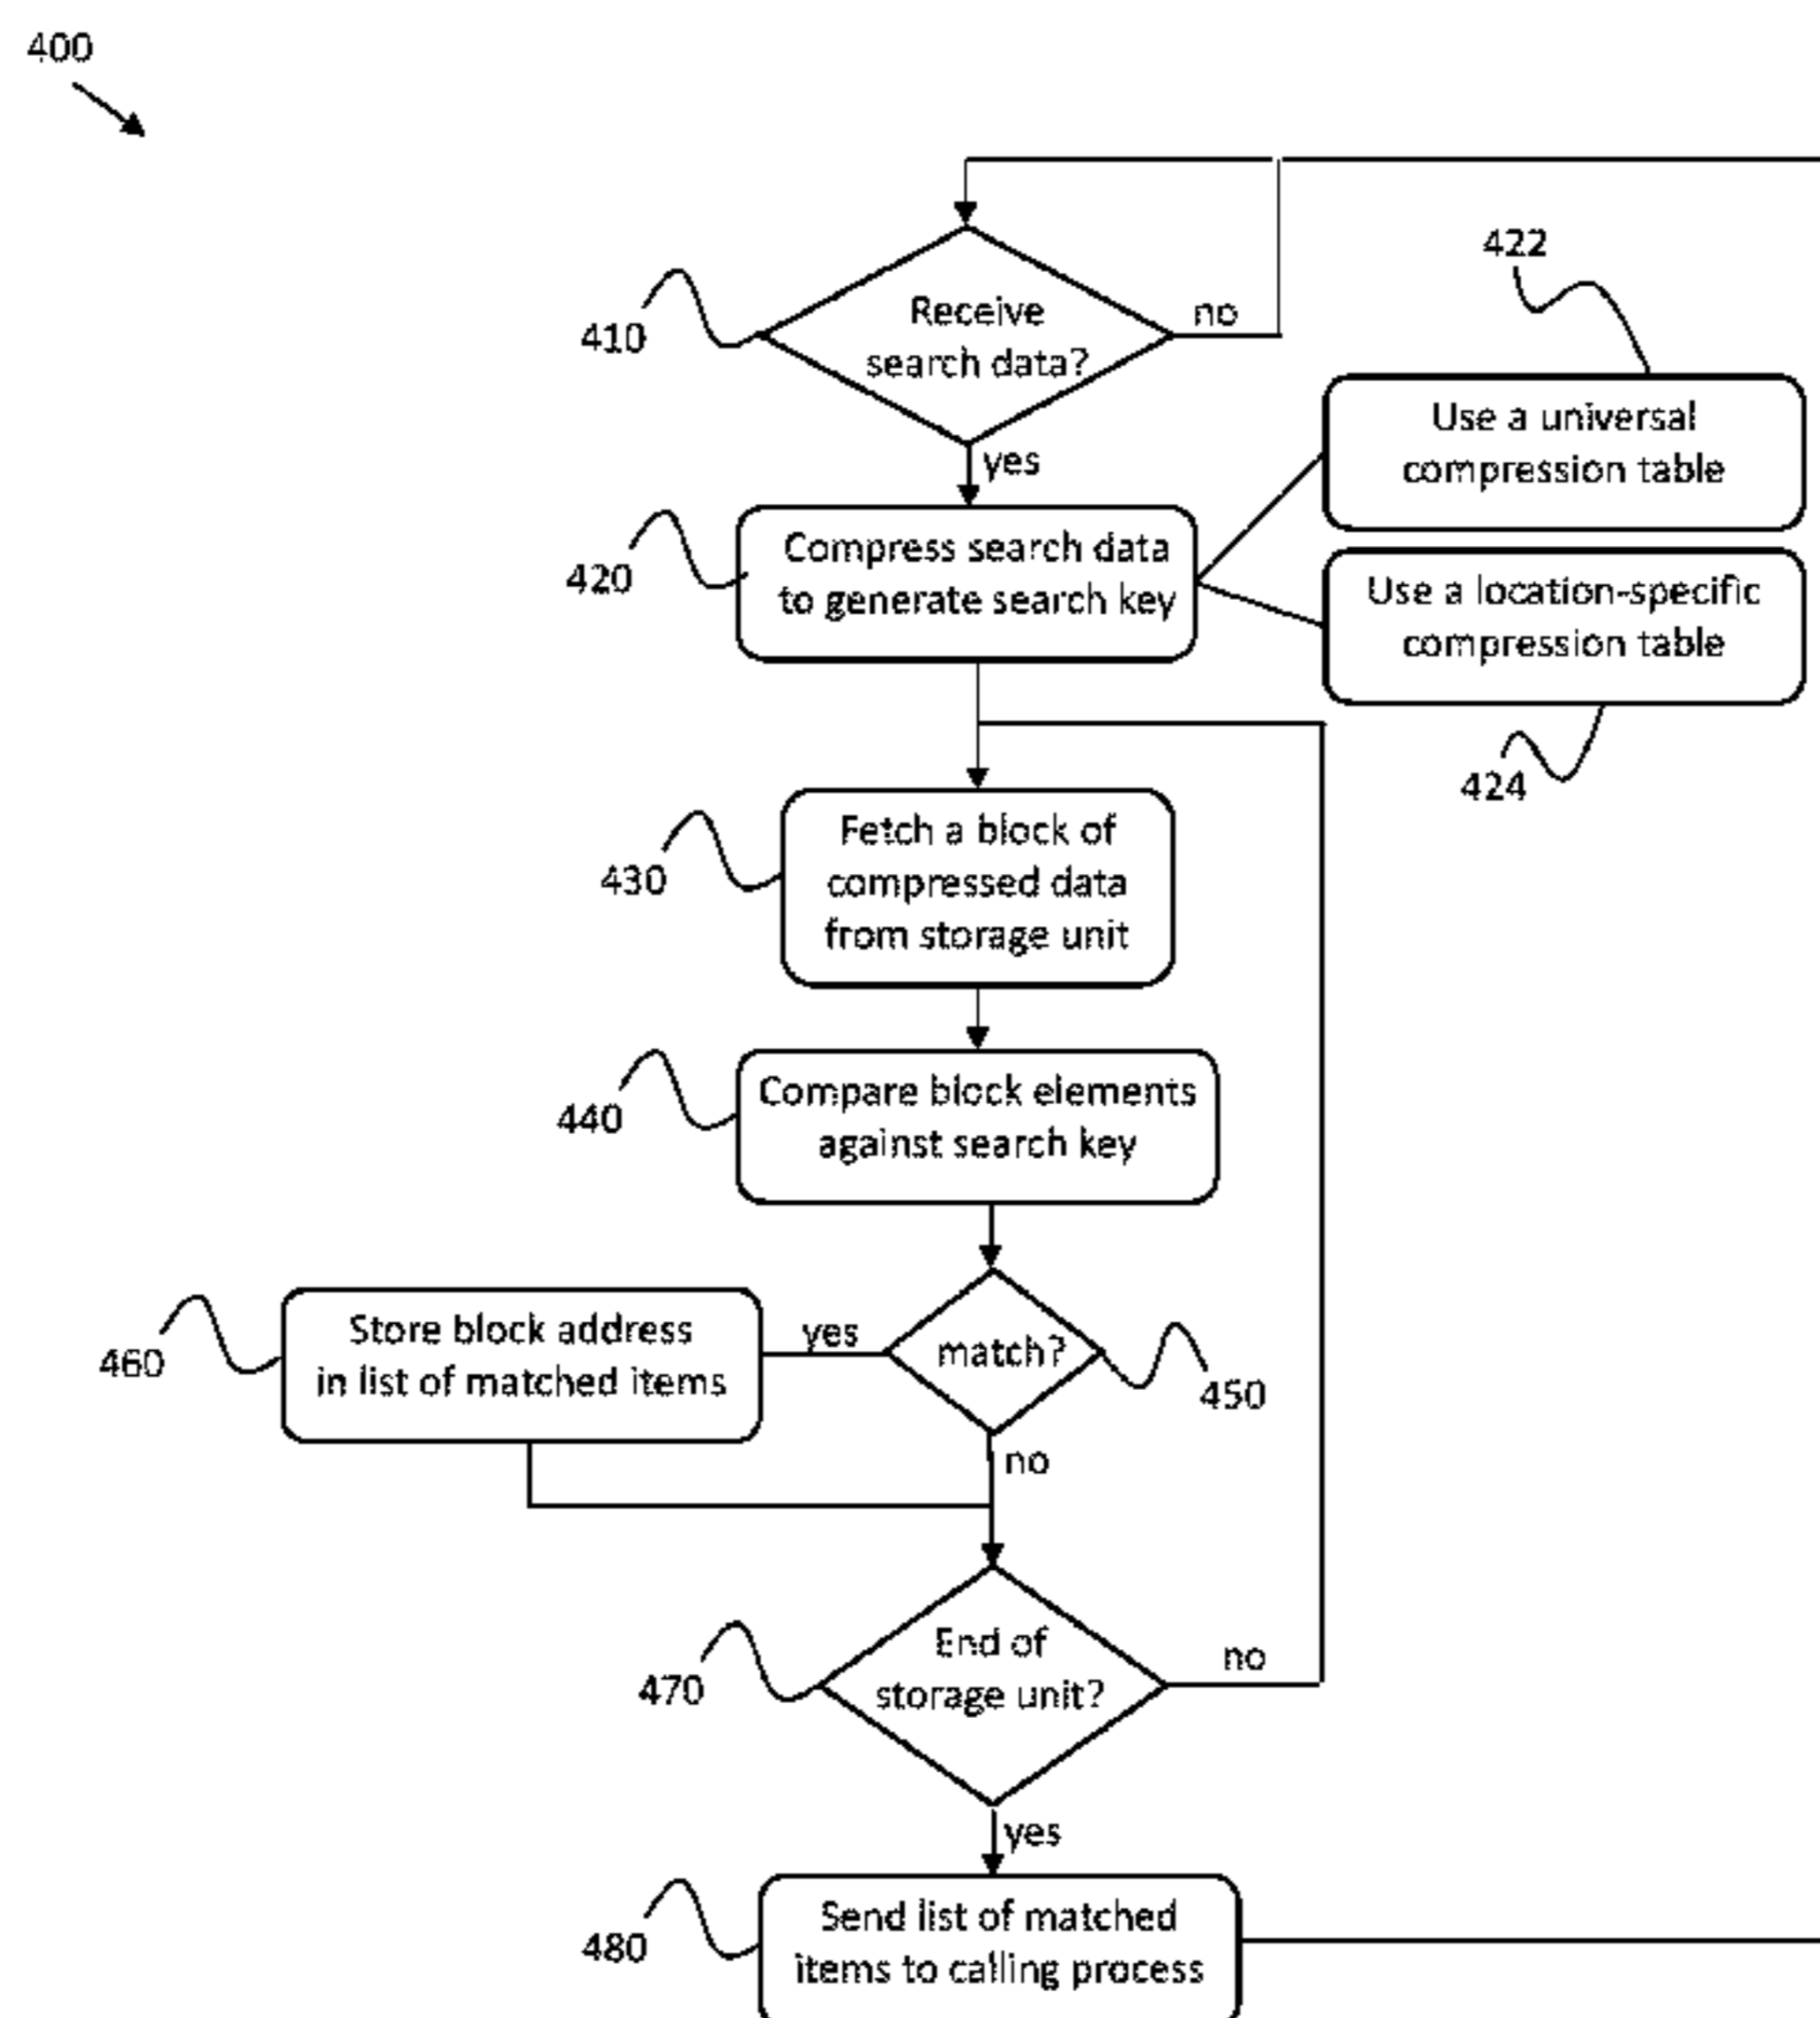 400
Receive
search data?
no
410
yes
422
Use a universal
compression table
Compress search data
to generate search key
420
Use a location-specific
compression table
424
Fetch a block of
compressed data
from storage unit
430
Compare block elements
against search key
440
Store block address
in list of matched items
460
yes
match?
450
no
End of
storage unit?
no
470
yes
Send list of matched
items to calling process
480